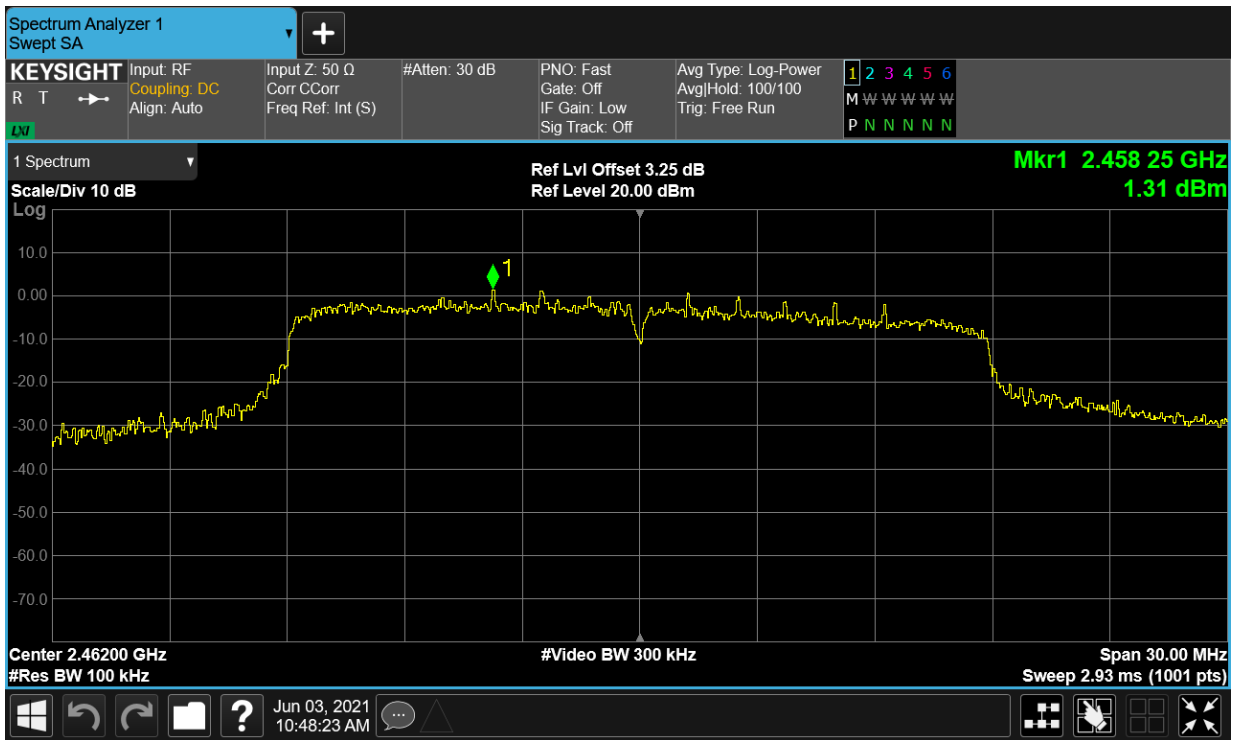 Spectrum Analyzer 1
Swept SA
KEYSIGHT
R T
LXI
Input: RF
Coupling: DC
Align: Auto
Input Z: 50 Ω
Corr CCorr
Freq Ref: Int (S)
#Atten: 30 dB
PNO: Fast
Gate: Off
IF Gain: Low
Sig Track: Off
Avg Type: Log-Power
Avg|Hold: 100/100
Trig: Free Run
1 2 3 4 5 6
M W W W W W
P N N N N N
1 Spectrum
Scale/Div 10 dB
Ref Lvl Offset 3.25 dB
Ref Level 20.00 dBm
Mkr1 2.458 25 GHz
1.31 dBm
Log
1
10.0
0.00
-10.0
-20.0
-30.0
-40.0
-50.0
-60.0
-70.0
Center 2.46200 GHz
#Res BW 100 kHz
#Video BW 300 kHz
Span 30.00 MHz
Sweep 2.93 ms (1001 pts)
?
Jun 03, 2021
10:48:23 AM